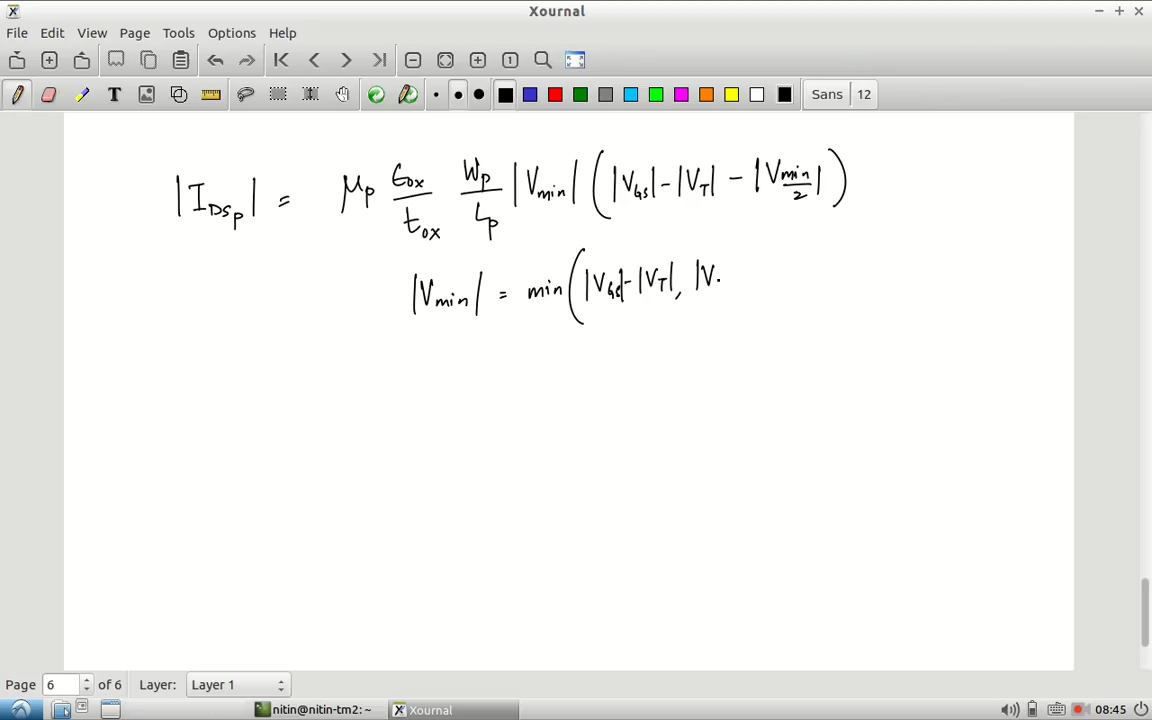 Xournal
File Edit View Page Tools Options Help
Sans 12
|I_DSp| = μp ϵox/tox Wp/Lp |Vmin| (|VGS| - |VT| - |Vmin/2|)
|Vmin| = min(|VGS| - |VT|, |V
Page 6 of 6 Layer: Layer 1
nitin@nitin-tm2: ~ Xournal 08:45